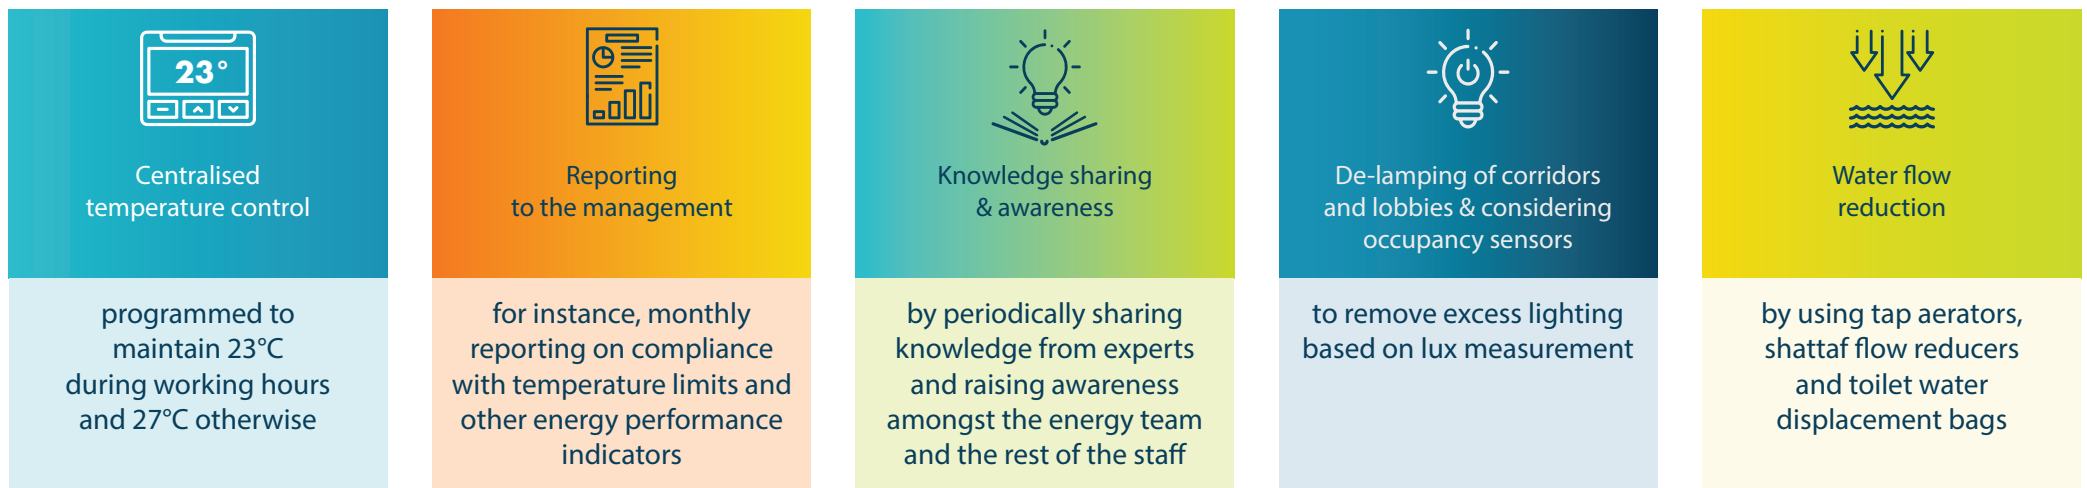 23°
Centralised
temperature control
programmed to
maintain 23°C
during working hours
and 27°C otherwise
Reporting
to the management
for instance, monthly
reporting on compliance
with temperature limits and
other energy performance
indicators
Knowledge sharing
& awareness
by periodically sharing
knowledge from experts
and raising awareness
amongst the energy team
and the rest of the staff
De-lamping of corridors
and lobbies & considering
occupancy sensors
to remove excess lighting
based on lux measurement
Water flow
reduction
by using tap aerators,
shattaf flow reducers
and toilet water
displacement bags